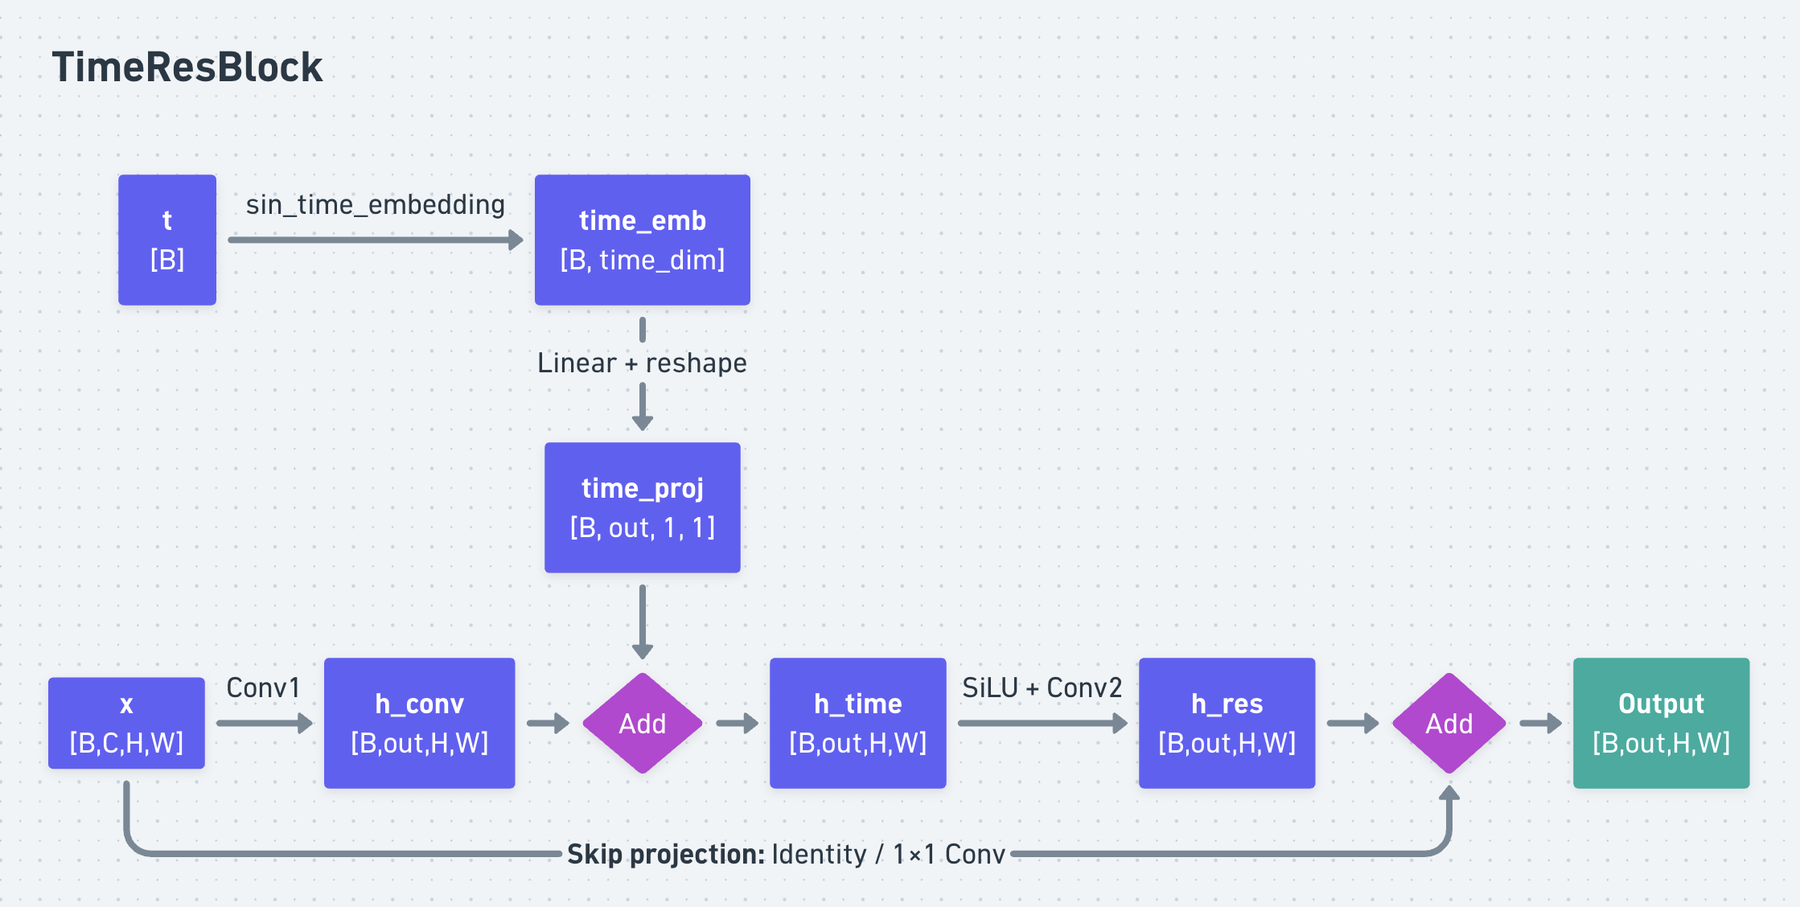 TimeResBlock
t
[B]
sin_time_embedding
time_emb
[B, time_dim]
Linear + reshape
time_proj
[B, out, 1, 1]
x
[B,C,H,W]
Conv1
h_conv
[B,out,H,W]
Add
h_time
[B,out,H,W]
SiLU + Conv2
h_res
[B,out,H,W]
Add
Output
[B,out,H,W]
Skip projection: Identity / 1×1 Conv